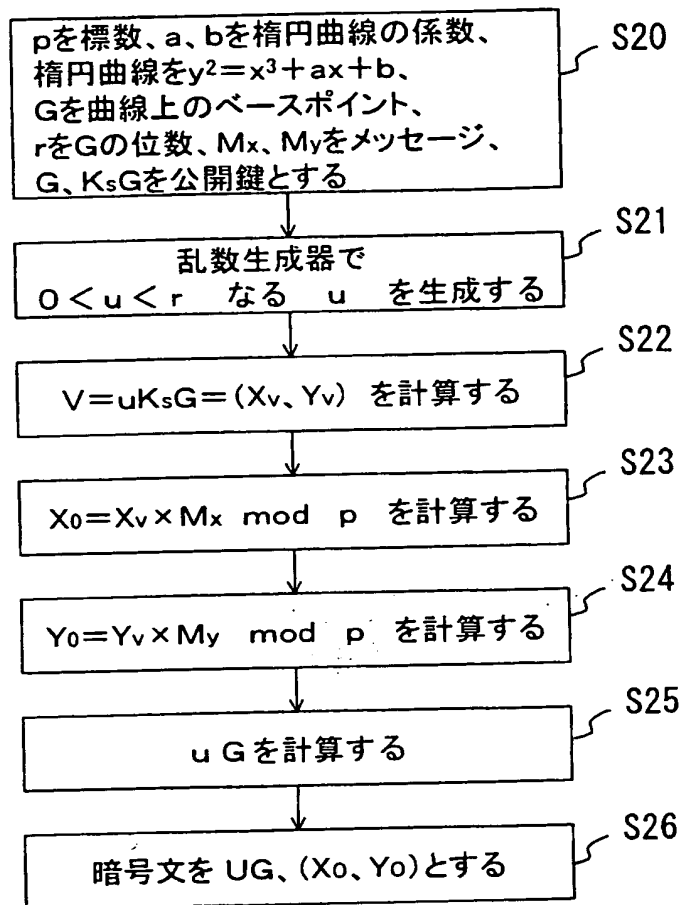 pを標数、a、bを楕円曲線の係数、
楕円曲線をy²=x³+ax+b、
Gを曲線上のベースポイント、
rをGの位数、Mx、Myをメッセージ、
G、KsGを公開鍵とする
S20
乱数生成器で
0<u<r なる u を生成する
S21
V=uKsG=(Xv、Yv) を計算する
S22
X0=Xv×Mx mod p を計算する
S23
Y0=Yv×My mod p を計算する
S24
uGを計算する
S25
暗号文を UG、(X0、Y0)とする
S26